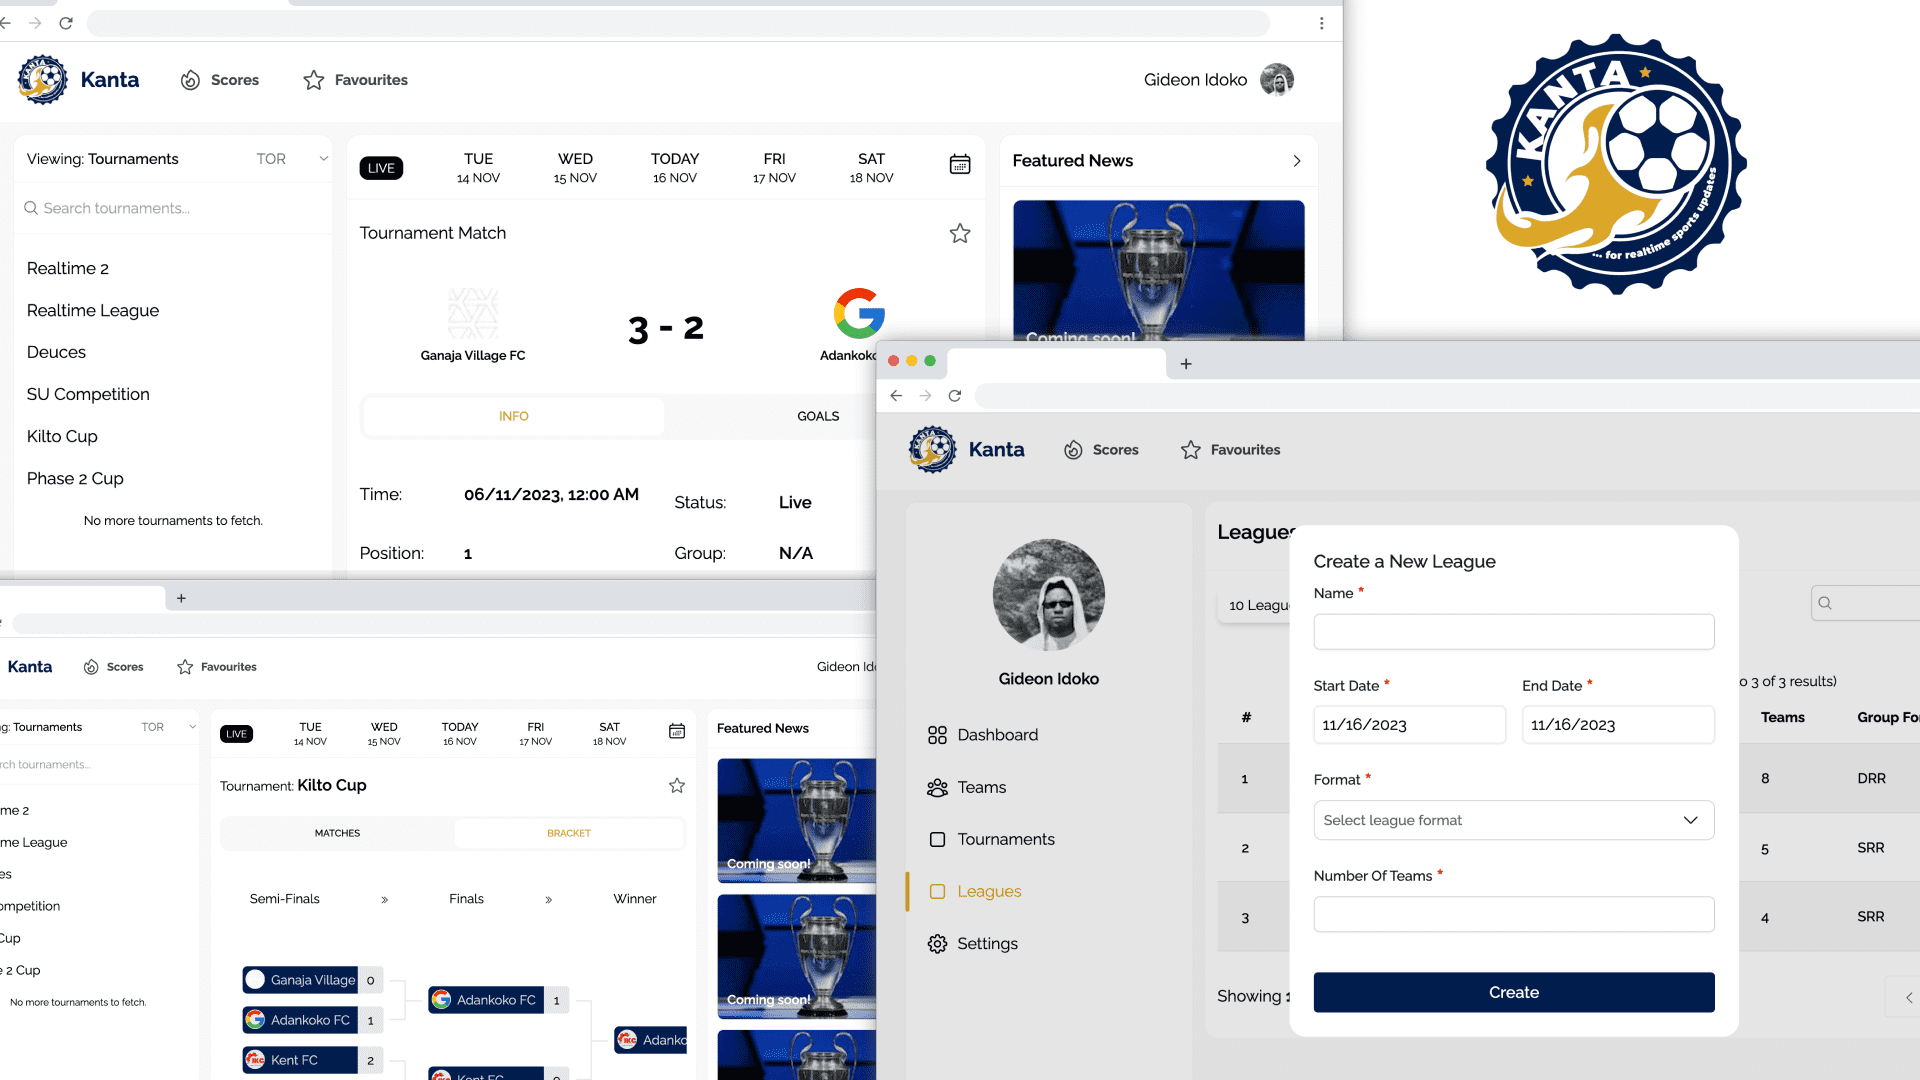 Kanta
Scores
Favourites
Gideon Idoko
Viewing: Tournaments
TOR
Search tournaments...
Realtime 2
Realtime League
Deuces
SU Competition
Kilto Cup
Phase 2 Cup
No more tournaments to fetch.
LIVE
TUE
14 NOV
WED
15 NOV
TODAY
16 NOV
FRI
17 NOV
SAT
18 NOV
Tournament Match
3 - 2
Ganaja Village FC
Adankoko
INFO
GOALS
Time:
06/11/2023, 12:00 AM
Status:
Live
Position:
1
Group:
N/A
Featured News
Coming soon!
KANTA
... for realtime sports updates
Kanta
Scores
Favourites
Gideon Ido
g: Tournaments
TOR
rch tournaments...
me 2
me League
es
ompetition
Cup
e 2 Cup
No more tournaments to fetch.
LIVE
TUE
14 NOV
WED
15 NOV
TODAY
16 NOV
FRI
17 NOV
SAT
18 NOV
Tournament: Kilto Cup
MATCHES
BRACKET
Semi-Finals
»
Finals
»
Winner
Ganaja Village
0
Adankoko FC
1
Kent FC
2
Adankoko FC
1
Kent FC
Adanko
Featured News
Coming soon!
Coming soon!
KANTA
Kanta
Scores
Favourites
Gideon Idoko
Dashboard
Teams
Tournaments
Leagues
Settings
Leagues
10 Leagu
o 3 of 3 results)
#
Teams
Group Fo
1
8
DRR
2
5
SRR
3
4
SRR
Showing 1
Create a New League
Name *
Start Date *
End Date *
11/16/2023
11/16/2023
Format *
Select league format
Number Of Teams *
Create